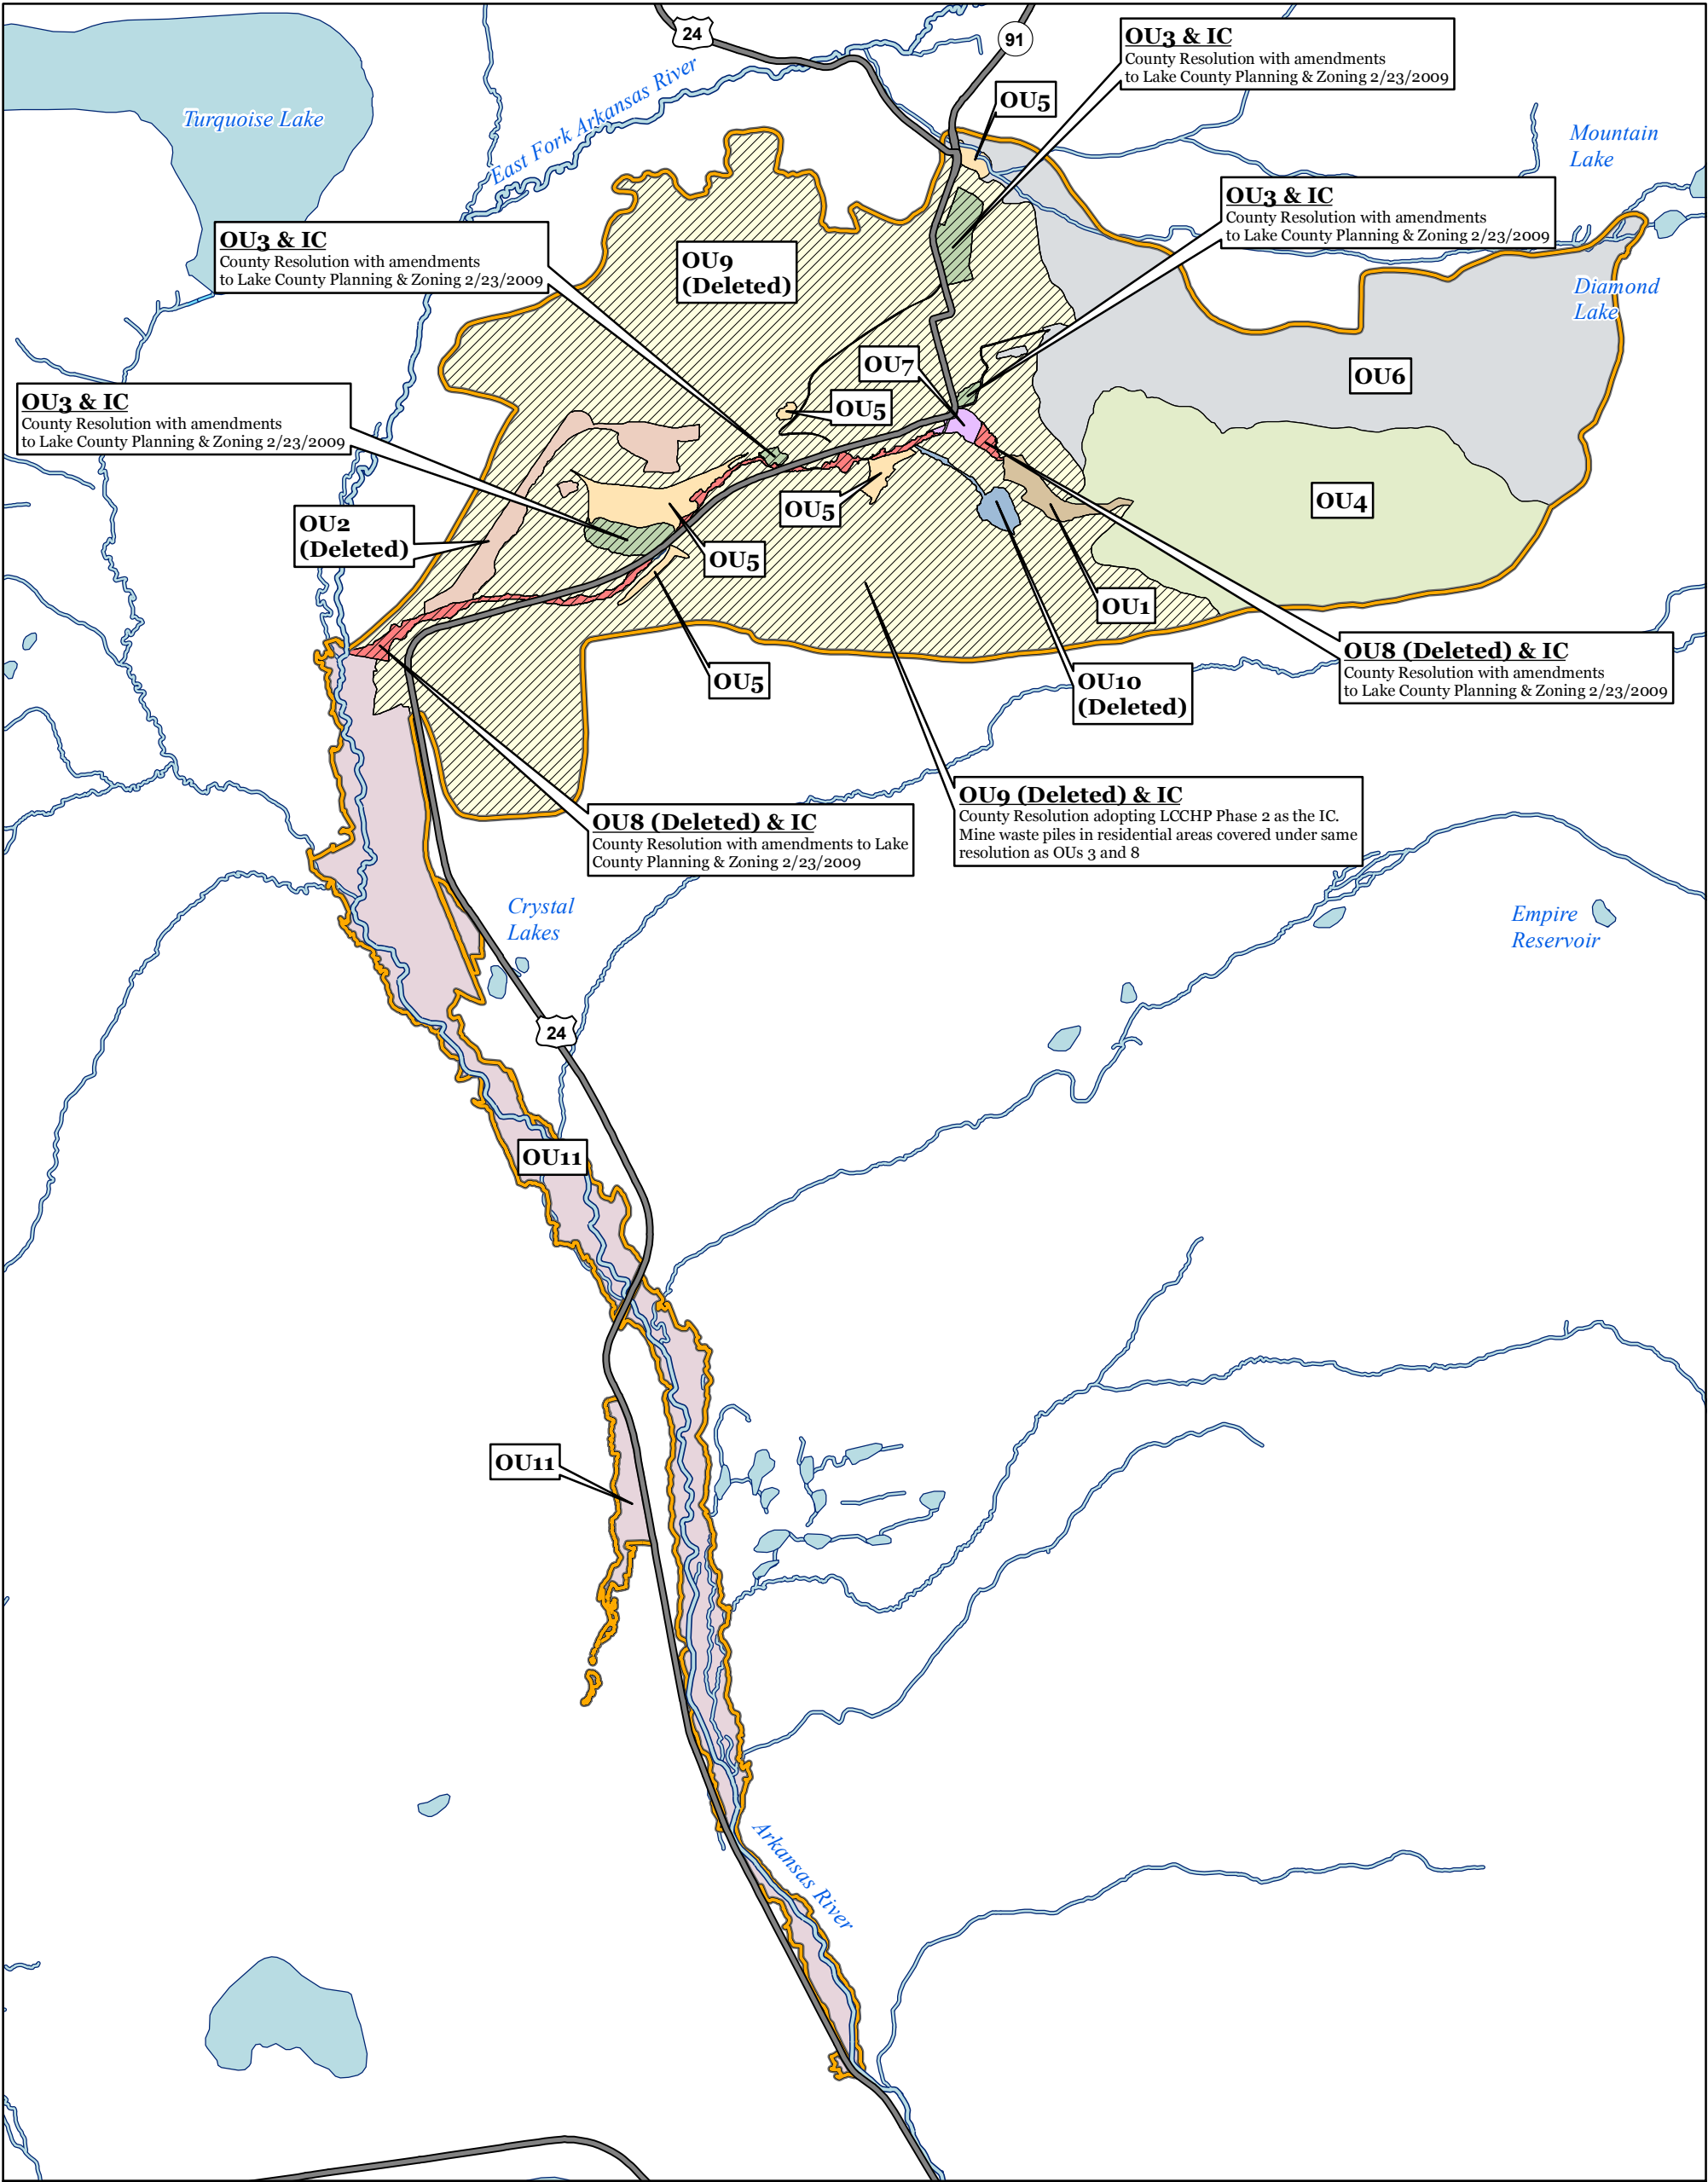 24
91
OU3 & IC
County Resolution with amendments
to Lake County Planning & Zoning 2/23/2009
East Fork Arkansas River
OU5
Turquoise Lake
Mountain
Lake
OU3 & IC
County Resolution with amendments
to Lake County Planning & Zoning 2/23/2009
OU3 & IC
County Resolution with amendments
to Lake County Planning & Zoning 2/23/2009
OU9
(Deleted)
Diamond
Lake
OU7
OU6
OU3 & IC
County Resolution with amendments
to Lake County Planning & Zoning 2/23/2009
OU5
OU4
OU5
OU2
(Deleted)
OU5
OU1
OU8 (Deleted) & IC
County Resolution with amendments
to Lake County Planning & Zoning 2/23/2009
OU5
OU10
(Deleted)
OU9 (Deleted) & IC
County Resolution adopting LCCHP Phase 2 as the IC.
Mine waste piles in residential areas covered under same
resolution as OUs 3 and 8
OU8 (Deleted) & IC
County Resolution with amendments to Lake
County Planning & Zoning 2/23/2009
Crystal
Lakes
Empire
Reservoir
24
OU11
OU11
Arkansas River